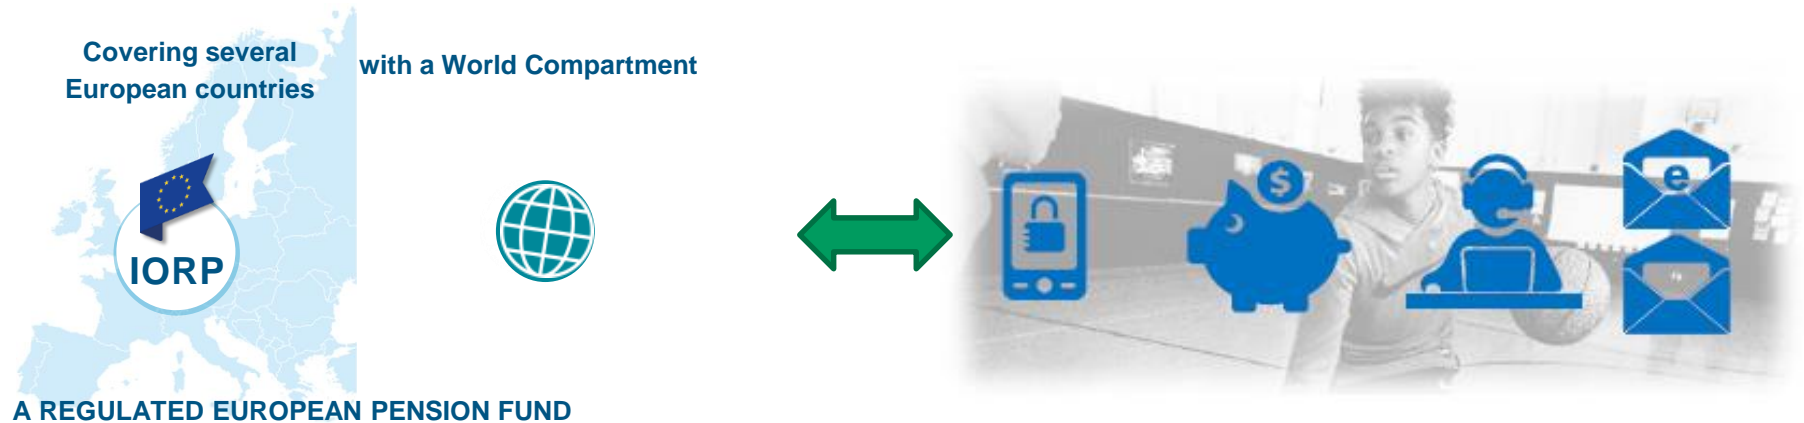 Covering several
European countries
with a World Compartment
IORP
$
e
A REGULATED EUROPEAN PENSION FUND